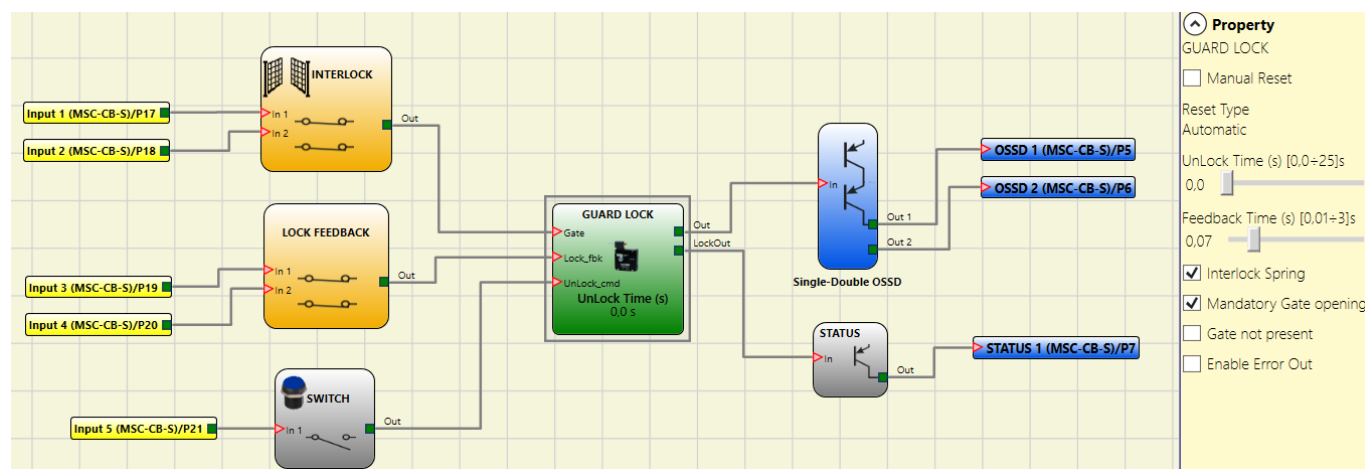 INTERLOCK
Input 1 (MSC-CB-S)/P17
In 1
Out
Input 2 (MSC-CB-S)/P18
In 2
LOCK FEEDBACK
In 1
Out
Input 3 (MSC-CB-S)/P19
In 2
Input 4 (MSC-CB-S)/P20
SWITCH
Input 5 (MSC-CB-S)/P21
In 1
Out
GUARD LOCK
Gate
Out
Lock_fbk
LockOut
UnLock_cmd
UnLock Time (s)
0,0 s
In
Out 1
Out 2
Single-Double OSSD
OSSD 1 (MSC-CB-S)/P5
OSSD 2 (MSC-CB-S)/P6
STATUS
In
Out
STATUS 1 (MSC-CB-S)/P7
Property
GUARD LOCK
Manual Reset
Reset Type
Automatic
UnLock Time (s) [0,0÷25]s
0,0
Feedback Time (s) [0,01÷3]s
0,07
Interlock Spring
Mandatory Gate opening
Gate not present
Enable Error Out